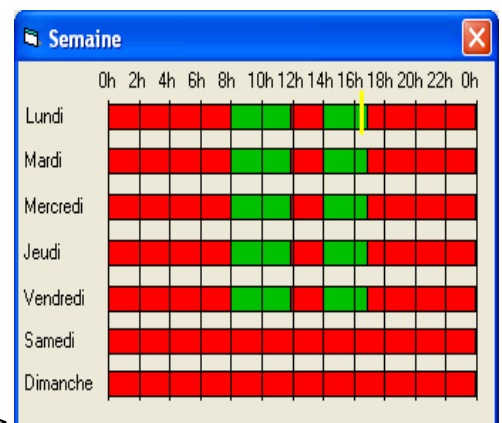 Semaine
0h 2h 4h 6h 8h 10h 12h 14h 16h 18h 20h 22h 0h
Lundi
Mardi
Mercredi
Jeudi
Vendredi
Samedi
Dimanche